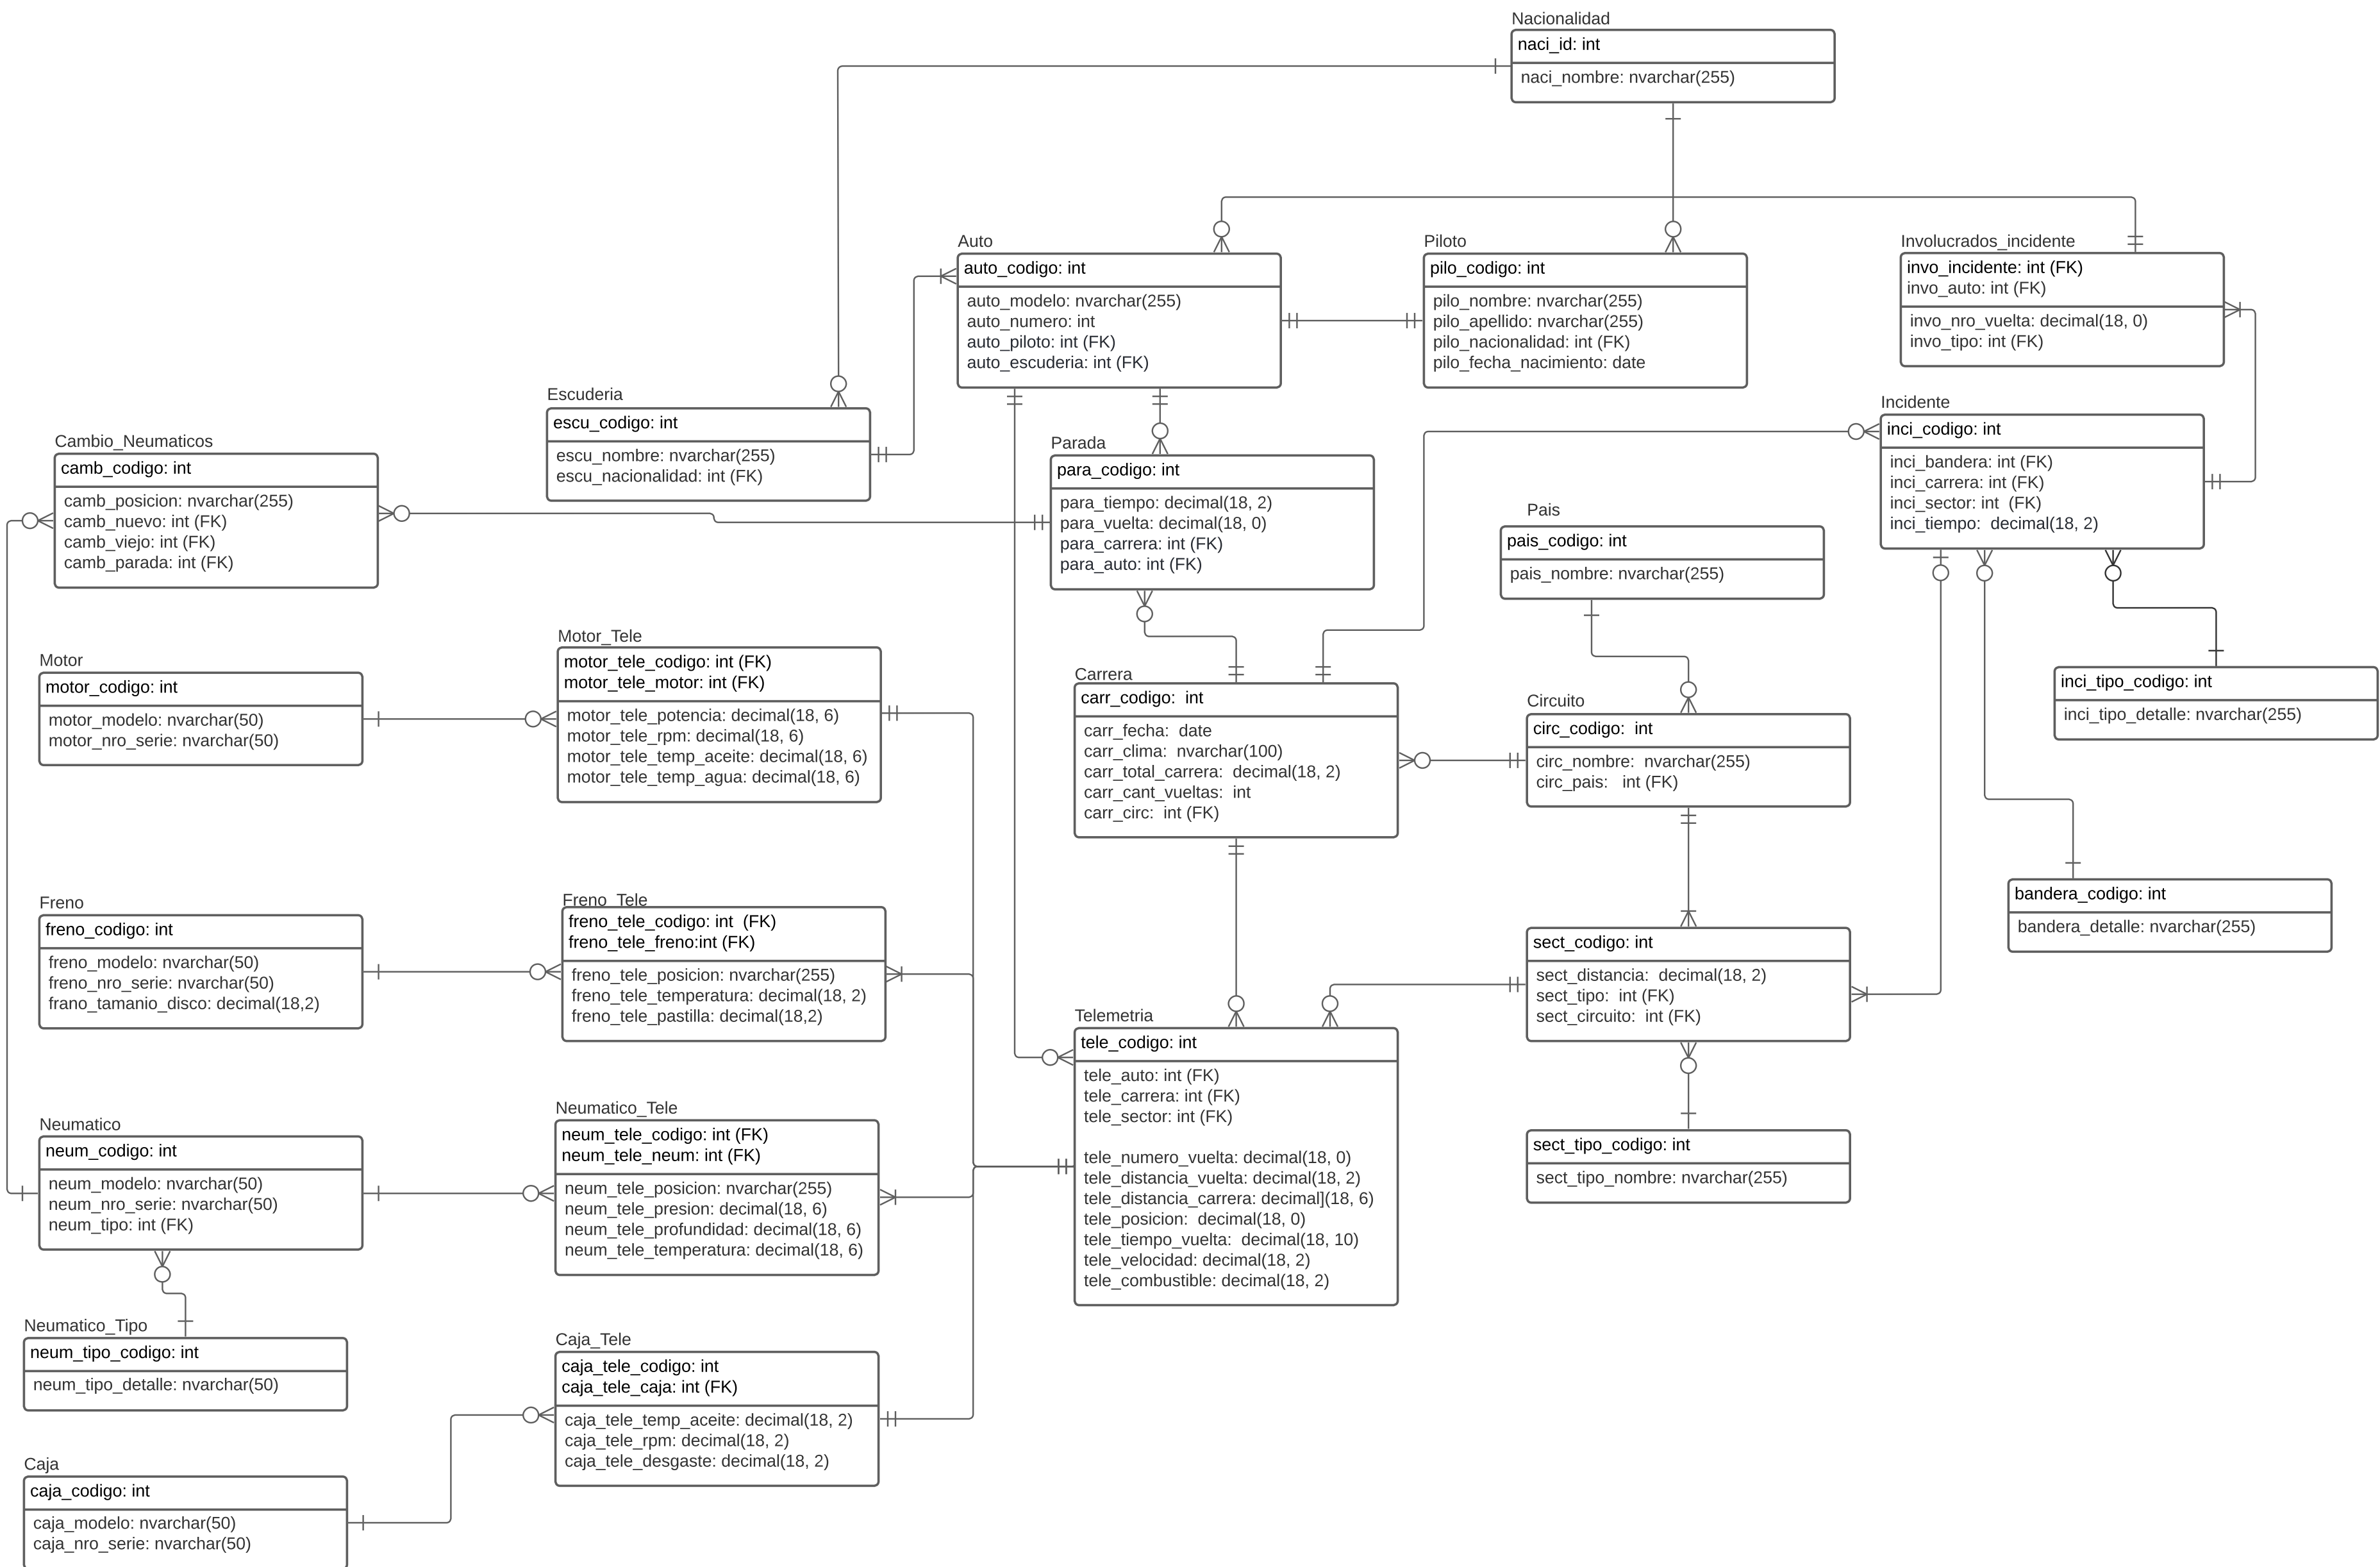 Nacionalidad
naci_id: int
naci_nombre: nvarchar(255)
Auto
auto_codigo: int
auto_modelo: nvarchar(255)
auto_numero: int
auto_piloto: int (FK)
auto_escuderia: int (FK)
Piloto
pilo_codigo: int
pilo_nombre: nvarchar(255)
pilo_apellido: nvarchar(255)
pilo_nacionalidad: int (FK)
pilo_fecha_nacimiento: date
Involucrados_incidente
invo_incidente: int (FK)
invo_auto: int (FK)
invo_nro_vuelta: decimal(18, 0)
invo_tipo: int (FK)
Escuderia
escu_codigo: int
escu_nombre: nvarchar(255)
escu_nacionalidad: int (FK)
Incidente
inci_codigo: int
inci_bandera: int (FK)
inci_carrera: int (FK)
inci_sector: int  (FK)
inci_tiempo:  decimal(18, 2)
Cambio_Neumaticos
camb_codigo: int
camb_posicion: nvarchar(255)
camb_nuevo: int (FK)
camb_viejo: int (FK)
camb_parada: int (FK)
Parada
para_codigo: int
para_tiempo: decimal(18, 2)
para_vuelta: decimal(18, 0)
para_carrera: int (FK)
para_auto: int (FK)
Pais
pais_codigo: int
pais_nombre: nvarchar(255)
Motor
motor_codigo: int
motor_modelo: nvarchar(50)
motor_nro_serie: nvarchar(50)
Motor_Tele
motor_tele_codigo: int (FK)
motor_tele_motor: int (FK)
motor_tele_potencia: decimal(18, 6)
motor_tele_rpm: decimal(18, 6)
motor_tele_temp_aceite: decimal(18, 6)
motor_tele_temp_agua: decimal(18, 6)
Carrera
carr_codigo:  int
carr_fecha:  date
carr_clima:  nvarchar(100)
carr_total_carrera:  decimal(18, 2)
carr_cant_vueltas:  int
carr_circ:  int (FK)
Circuito
circ_codigo:  int
circ_nombre:  nvarchar(255)
circ_pais:   int (FK)
inci_tipo_codigo: int
inci_tipo_detalle: nvarchar(255)
bandera_codigo: int
bandera_detalle: nvarchar(255)
Freno
freno_codigo: int
freno_modelo: nvarchar(50)
freno_nro_serie: nvarchar(50)
frano_tamanio_disco: decimal(18,2)
Freno_Tele
freno_tele_codigo: int  (FK)
freno_tele_freno:int (FK)
freno_tele_posicion: nvarchar(255)
freno_tele_temperatura: decimal(18, 2)
freno_tele_pastilla: decimal(18,2)
sect_codigo: int
sect_distancia:  decimal(18, 2)
sect_tipo:  int (FK)
sect_circuito:  int (FK)
Telemetria
tele_codigo: int
tele_auto: int (FK)
tele_carrera: int (FK)
tele_sector: int (FK)
tele_numero_vuelta: decimal(18, 0)
tele_distancia_vuelta: decimal(18, 2)
tele_distancia_carrera: decimal](18, 6)
tele_posicion:  decimal(18, 0)
tele_tiempo_vuelta:  decimal(18, 10)
tele_velocidad: decimal(18, 2)
tele_combustible: decimal(18, 2)
sect_tipo_codigo: int
sect_tipo_nombre: nvarchar(255)
Neumatico
neum_codigo: int
neum_modelo: nvarchar(50)
neum_nro_serie: nvarchar(50)
neum_tipo: int (FK)
Neumatico_Tele
neum_tele_codigo: int (FK)
neum_tele_neum: int (FK)
neum_tele_posicion: nvarchar(255)
neum_tele_presion: decimal(18, 6)
neum_tele_profundidad: decimal(18, 6)
neum_tele_temperatura: decimal(18, 6)
Neumatico_Tipo
neum_tipo_codigo: int
neum_tipo_detalle: nvarchar(50)
Caja_Tele
caja_tele_codigo: int
caja_tele_caja: int (FK)
caja_tele_temp_aceite: decimal(18, 2)
caja_tele_rpm: decimal(18, 2)
caja_tele_desgaste: decimal(18, 2)
Caja
caja_codigo: int
caja_modelo: nvarchar(50)
caja_nro_serie: nvarchar(50)